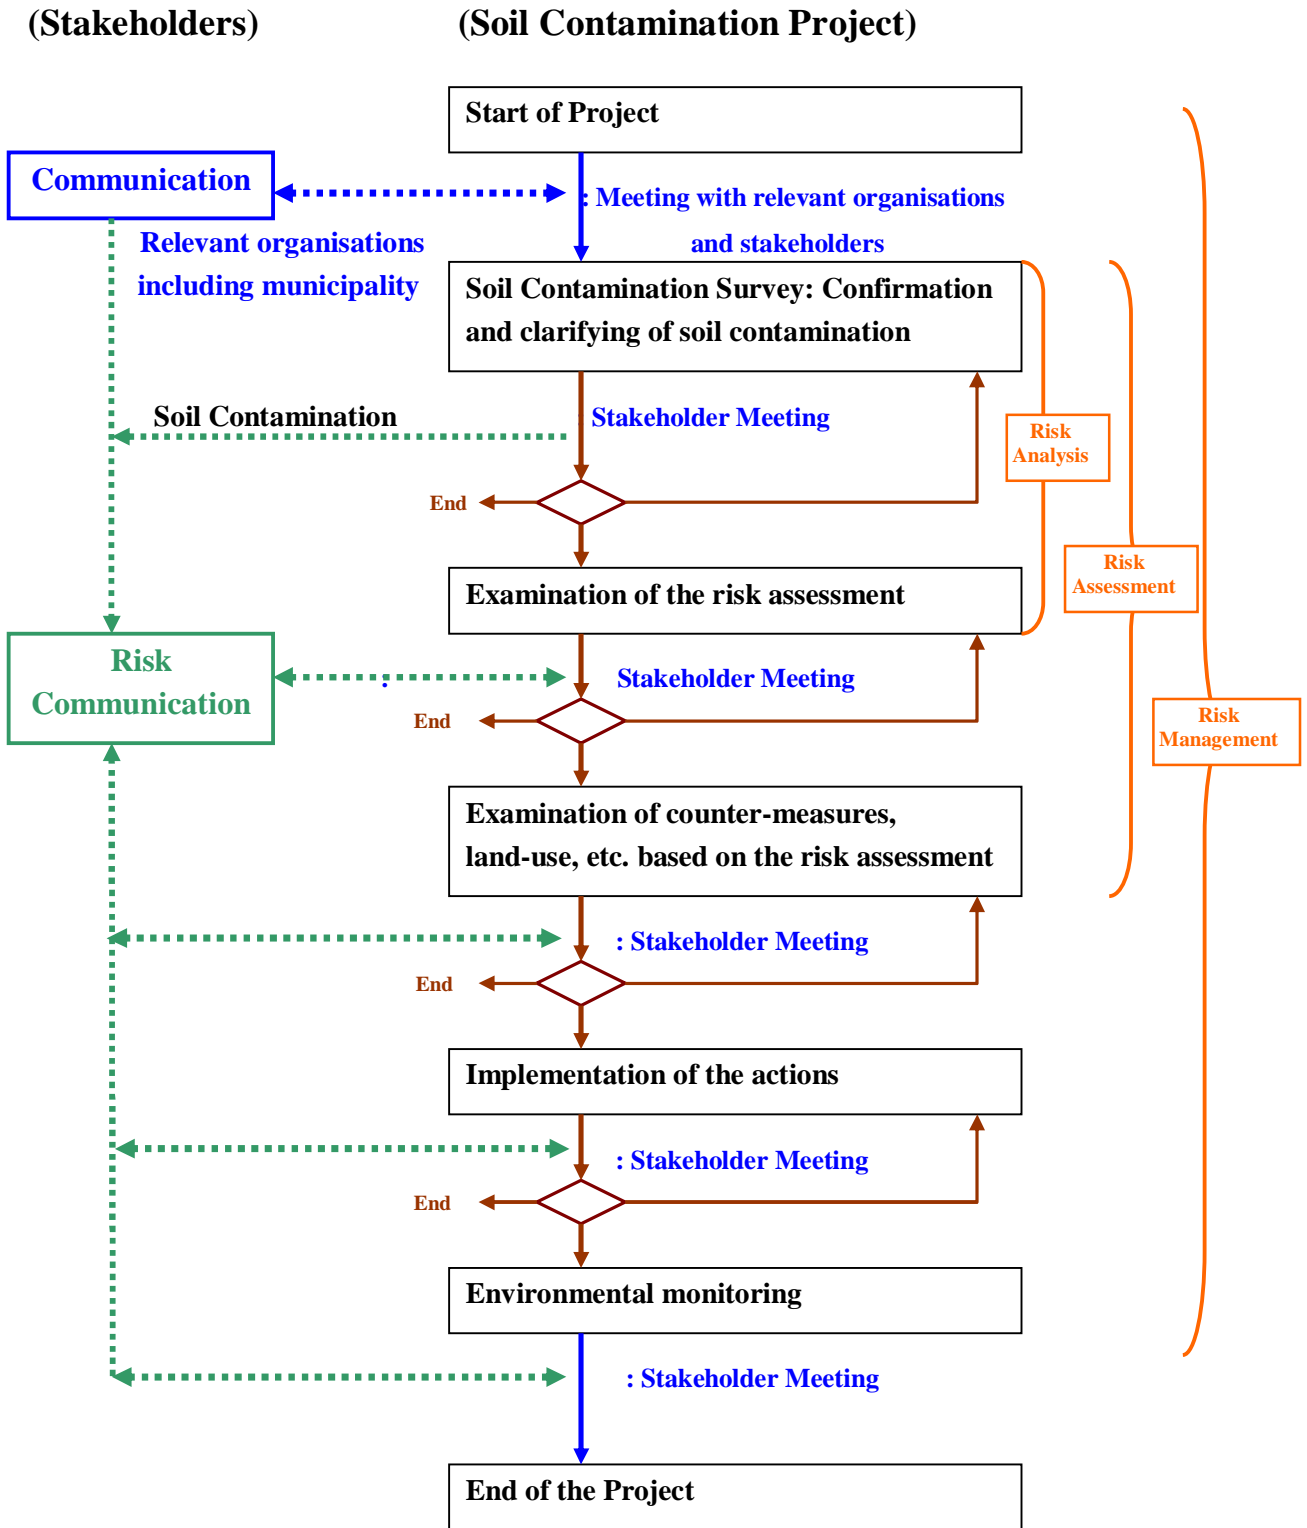 (Stakeholders)
(Soil Contamination Project)
Start of Project
Communication
: Meeting with relevant organisations
and stakeholders
Relevant organisations
including municipality
Soil Contamination Survey: Confirmation
and clarifying of soil contamination
Soil Contamination
: Stakeholder Meeting
Risk
Analysis
End
Risk
Assessment
Examination of the risk assessment
Risk
Communication
:
Stakeholder Meeting
End
Risk
Management
Examination of counter-measures,
land-use, etc. based on the risk assessment
: Stakeholder Meeting
End
Implementation of the actions
: Stakeholder Meeting
End
Environmental monitoring
: Stakeholder Meeting
End of the Project